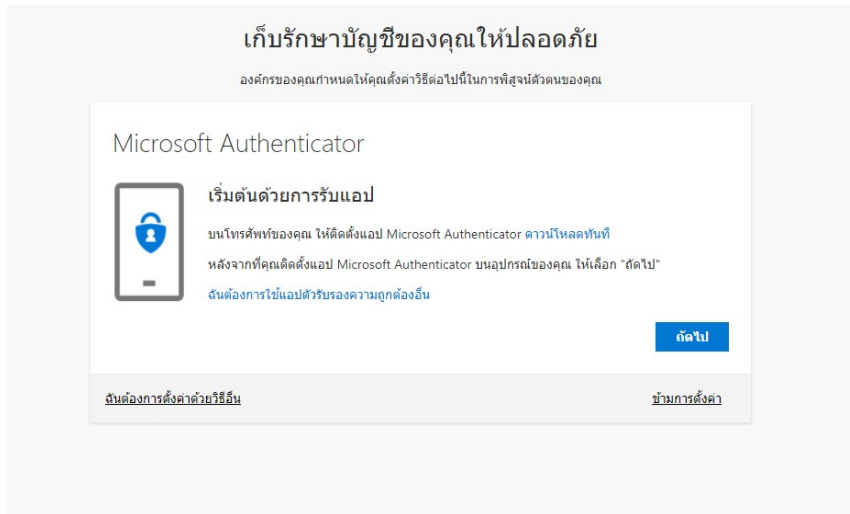 เก็บรักษาบัญชีของคุณให้ปลอดภัย
องค์กรของคุณกำหนดให้คุณตั้งค่าวิธีต่อไปนี้ในการพิสูจน์ตัวตนของคุณ
Microsoft Authenticator
เริ่มต้นด้วยการรับแอป
บนโทรศัพท์ของคุณ ให้ติดตั้งแอป Microsoft Authenticator ดาวน์โหลดทันที
หลังจากที่คุณติดตั้งแอป Microsoft Authenticator บนอุปกรณ์ของคุณ ให้เลือก "ถัดไป"
ฉันต้องการใช้แอปตัวรับรองความถูกต้องอื่น
ถัดไป
ฉันต้องการตั้งค่าด้วยวิธีอื่น
ข้ามการตั้งค่า